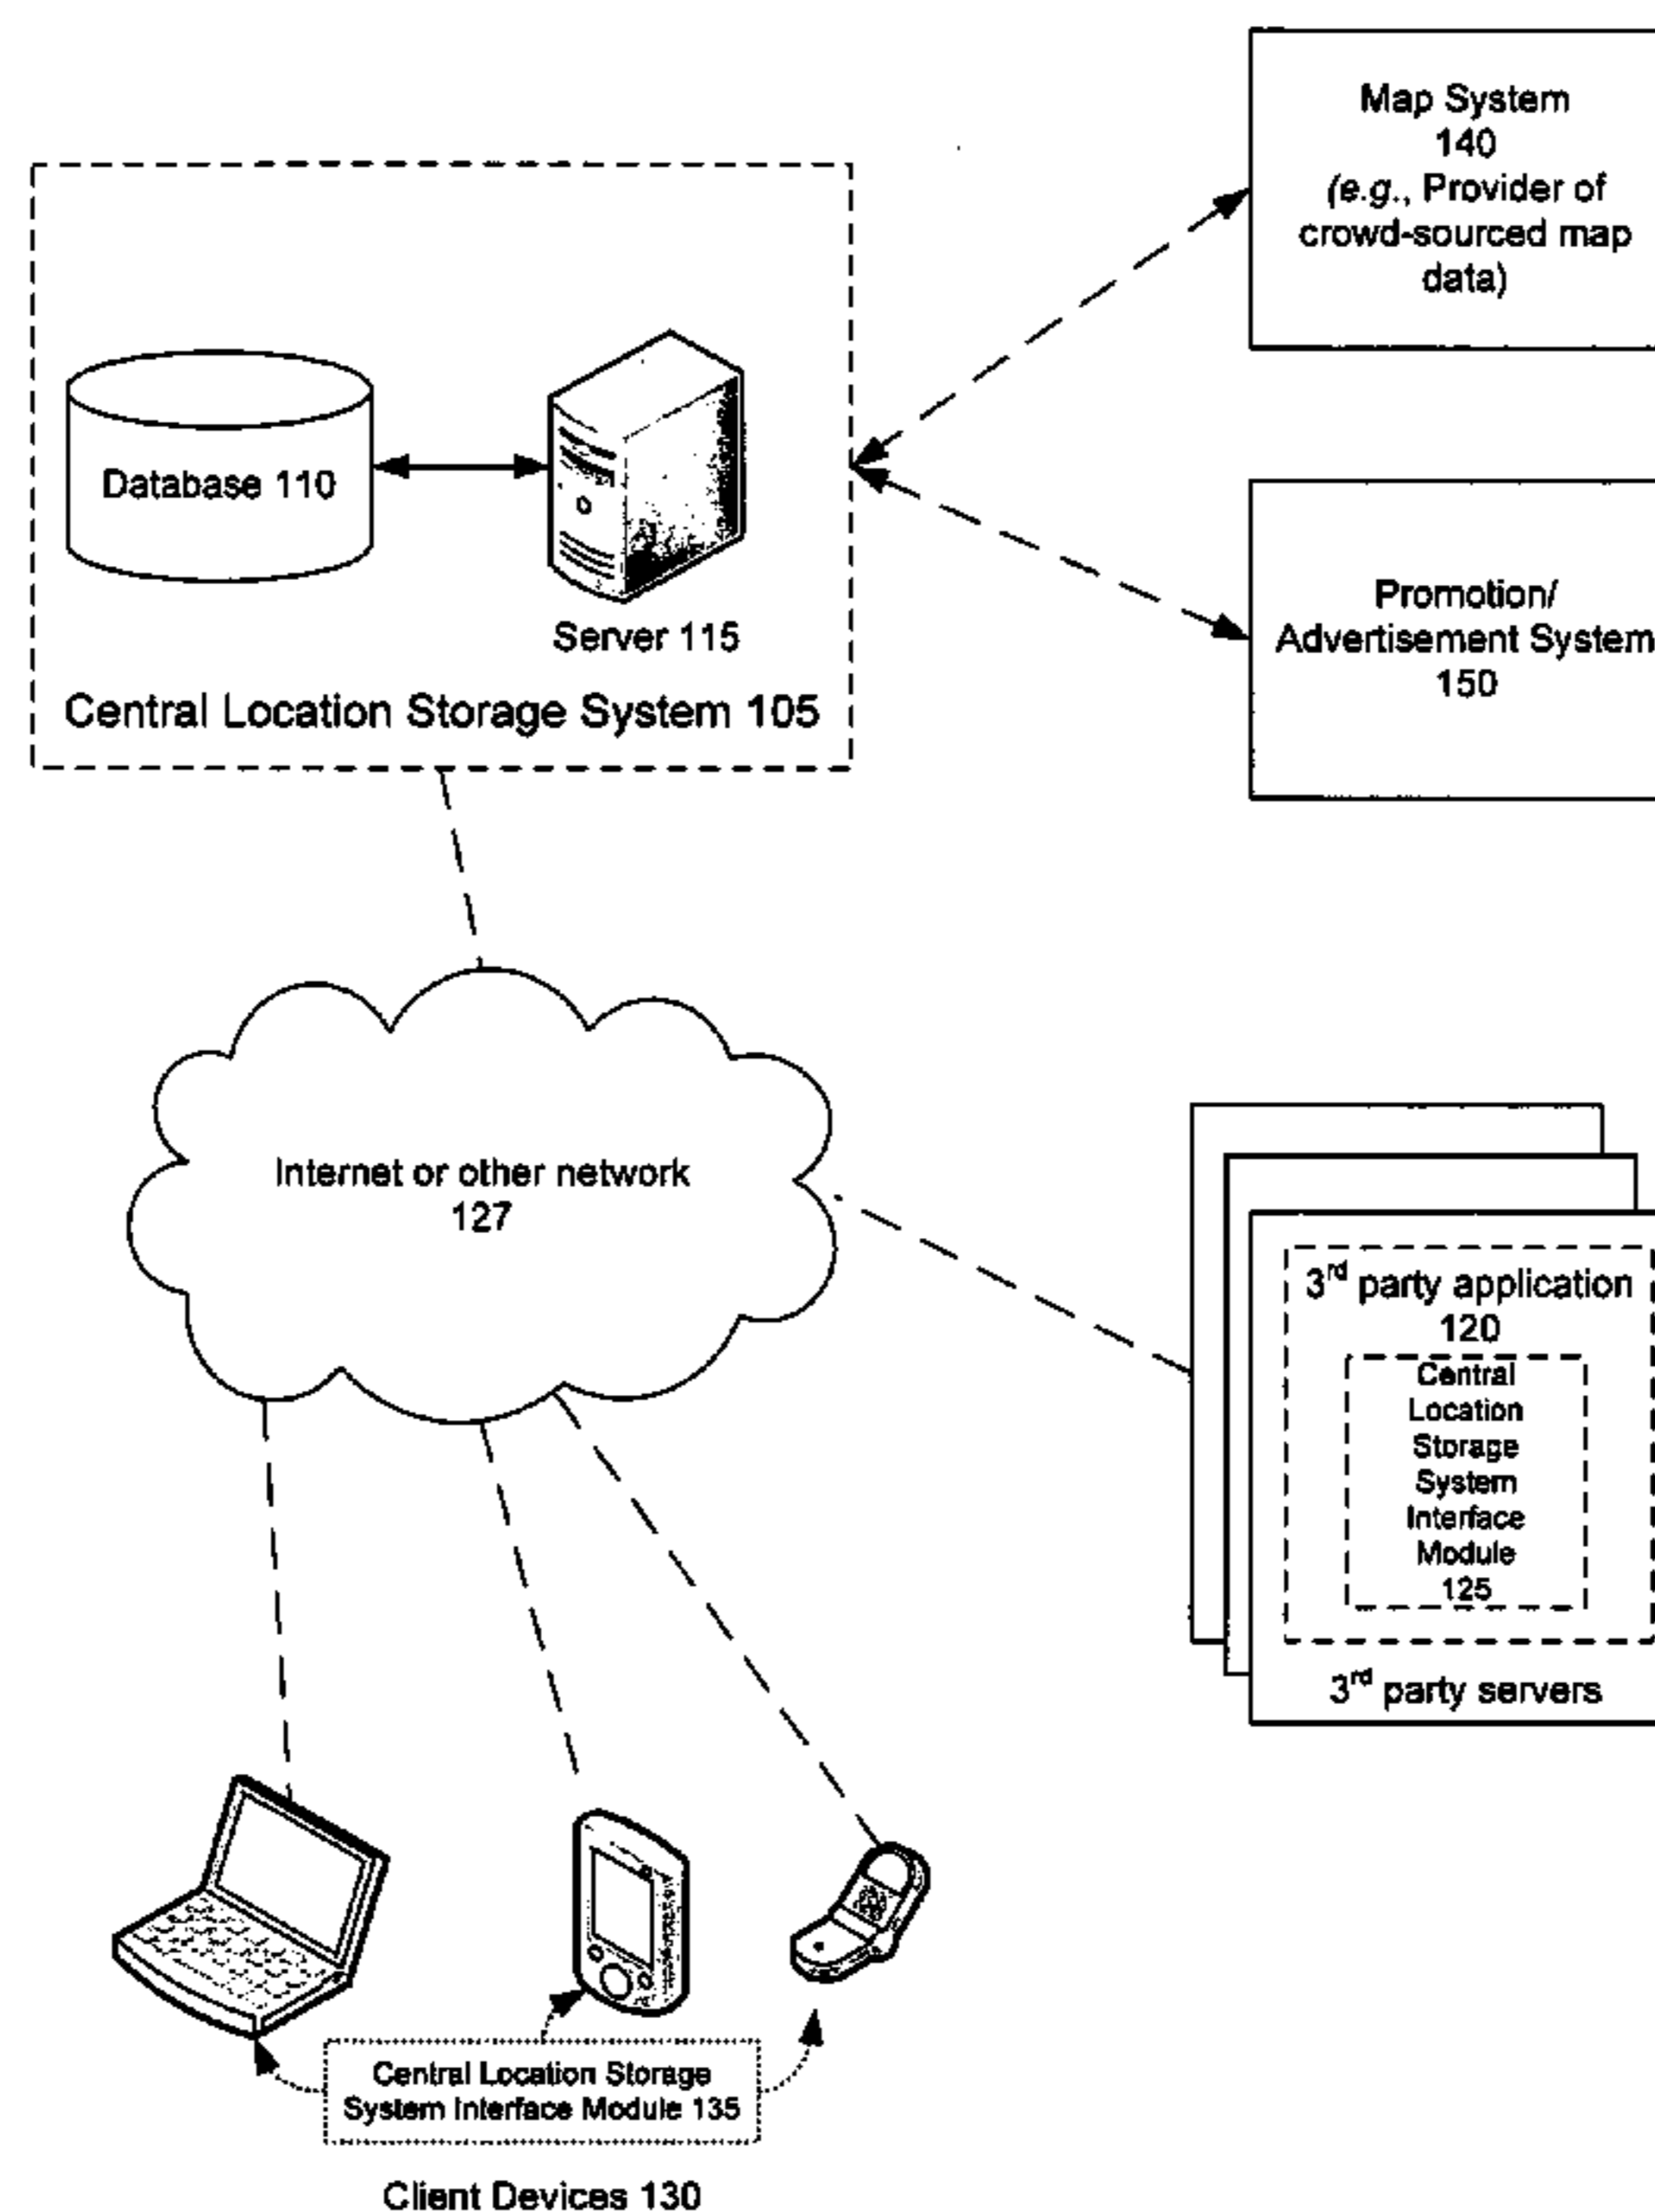 Map System
140
(e.g., Provider of
crowd-sourced map
data)
Database 110
Server 115
Central Location Storage System 105
Promotion/
Advertisement System
150
Internet or other network
127
3rd party application
120
Central
Location
Storage
System
Interface
Module
125
3rd party servers
Central Location Storage
System Interface Module 135
Client Devices 130